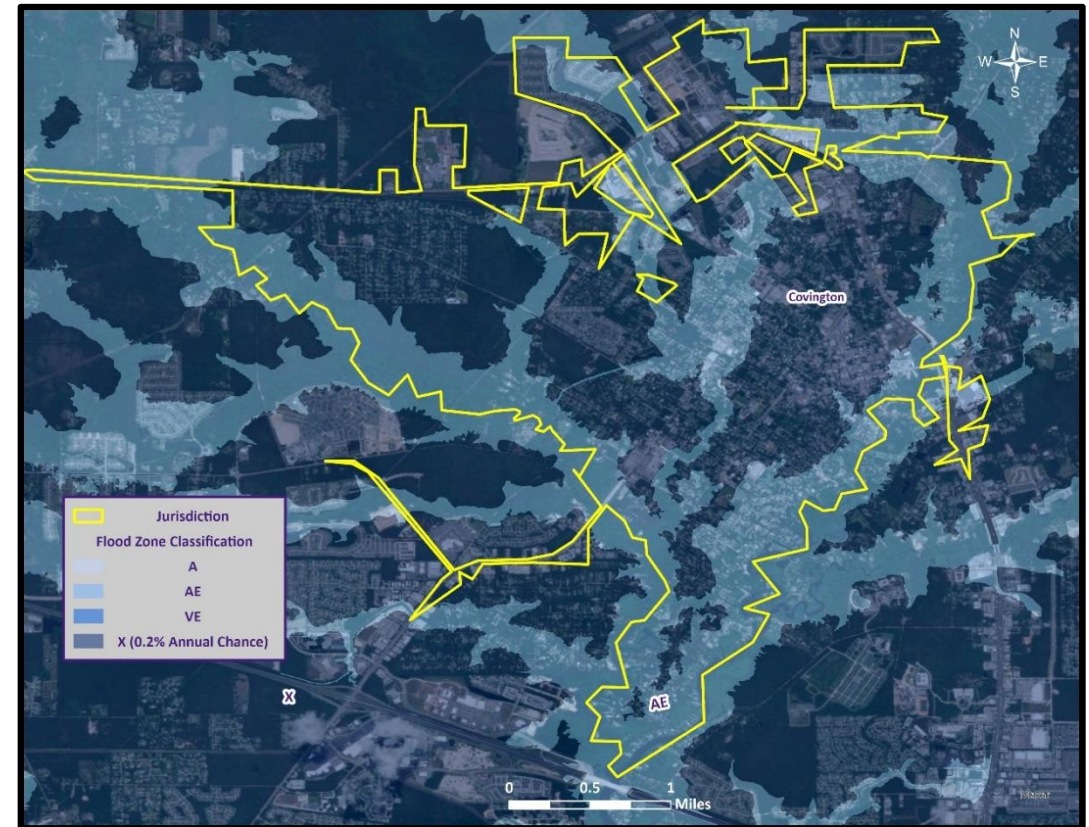 N
W E
S
Covington
Jurisdiction
Flood Zone Classification
A
AE
VE
X (0.2% Annual Chance)
X
AE
0 0.5 1
Miles